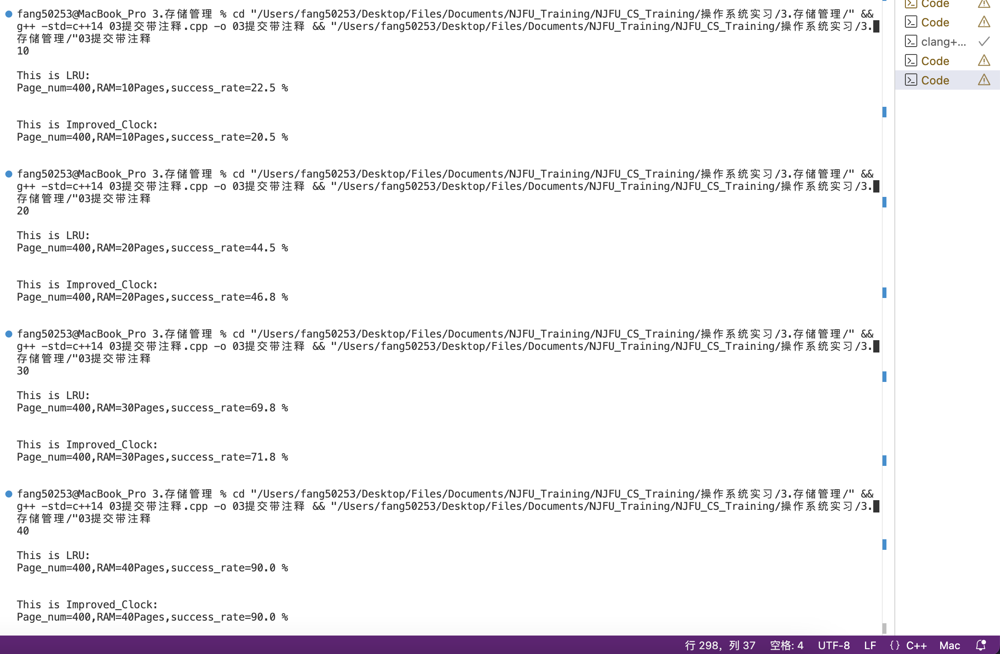 fang50253@MacBook_Pro 3.存储管理 % cd "/Users/fang50253/Desktop/Files/Documents/NJFU_Training/NJFU_CS_Training/操作系统实习/3.存储管理/" &&
g++ -std=c++14 03提交带注释.cpp -o 03提交带注释 && "/Users/fang50253/Desktop/Files/Documents/NJFU_Training/NJFU_CS_Training/操作系统实习/3.
存储管理/"03提交带注释
10
This is LRU:
Page_num=400,RAM=10Pages,success_rate=22.5 %
This is Improved_Clock:
Page_num=400,RAM=10Pages,success_rate=20.5 %
fang50253@MacBook_Pro 3.存储管理 % cd "/Users/fang50253/Desktop/Files/Documents/NJFU_Training/NJFU_CS_Training/操作系统实习/3.存储管理/" &&
g++ -std=c++14 03提交带注释.cpp -o 03提交带注释 && "/Users/fang50253/Desktop/Files/Documents/NJFU_Training/NJFU_CS_Training/操作系统实习/3.
存储管理/"03提交带注释
20
This is LRU:
Page_num=400,RAM=20Pages,success_rate=44.5 %
This is Improved_Clock:
Page_num=400,RAM=20Pages,success_rate=46.8 %
fang50253@MacBook_Pro 3.存储管理 % cd "/Users/fang50253/Desktop/Files/Documents/NJFU_Training/NJFU_CS_Training/操作系统实习/3.存储管理/" &&
g++ -std=c++14 03提交带注释.cpp -o 03提交带注释 && "/Users/fang50253/Desktop/Files/Documents/NJFU_Training/NJFU_CS_Training/操作系统实习/3.
存储管理/"03提交带注释
30
This is LRU:
Page_num=400,RAM=30Pages,success_rate=69.8 %
This is Improved_Clock:
Page_num=400,RAM=30Pages,success_rate=71.8 %
fang50253@MacBook_Pro 3.存储管理 % cd "/Users/fang50253/Desktop/Files/Documents/NJFU_Training/NJFU_CS_Training/操作系统实习/3.存储管理/" &&
g++ -std=c++14 03提交带注释.cpp -o 03提交带注释 && "/Users/fang50253/Desktop/Files/Documents/NJFU_Training/NJFU_CS_Training/操作系统实习/3.
存储管理/"03提交带注释
40
This is LRU:
Page_num=400,RAM=40Pages,success_rate=90.0 %
This is Improved_Clock:
Page_num=400,RAM=40Pages,success_rate=90.0 %
Code
Code
clang+...
Code
Code
行 298，列 37 空格: 4 UTF-8 LF {} C++ Mac